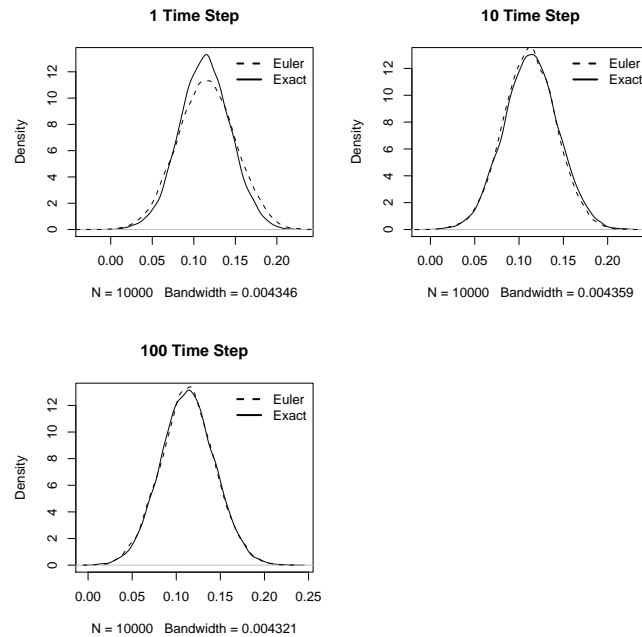 1 Time Step
Euler
Exact
Density
0 2 4 6 8 10 12
0.00 0.05 0.10 0.15 0.20
N = 10000 Bandwidth = 0.004346
10 Time Step
Euler
Exact
Density
0 2 4 6 8 10 12
0.00 0.05 0.10 0.15 0.20
N = 10000 Bandwidth = 0.004359
100 Time Step
Euler
Exact
Density
0 2 4 6 8 10 12
0.00 0.05 0.10 0.15 0.20 0.25
N = 10000 Bandwidth = 0.004321